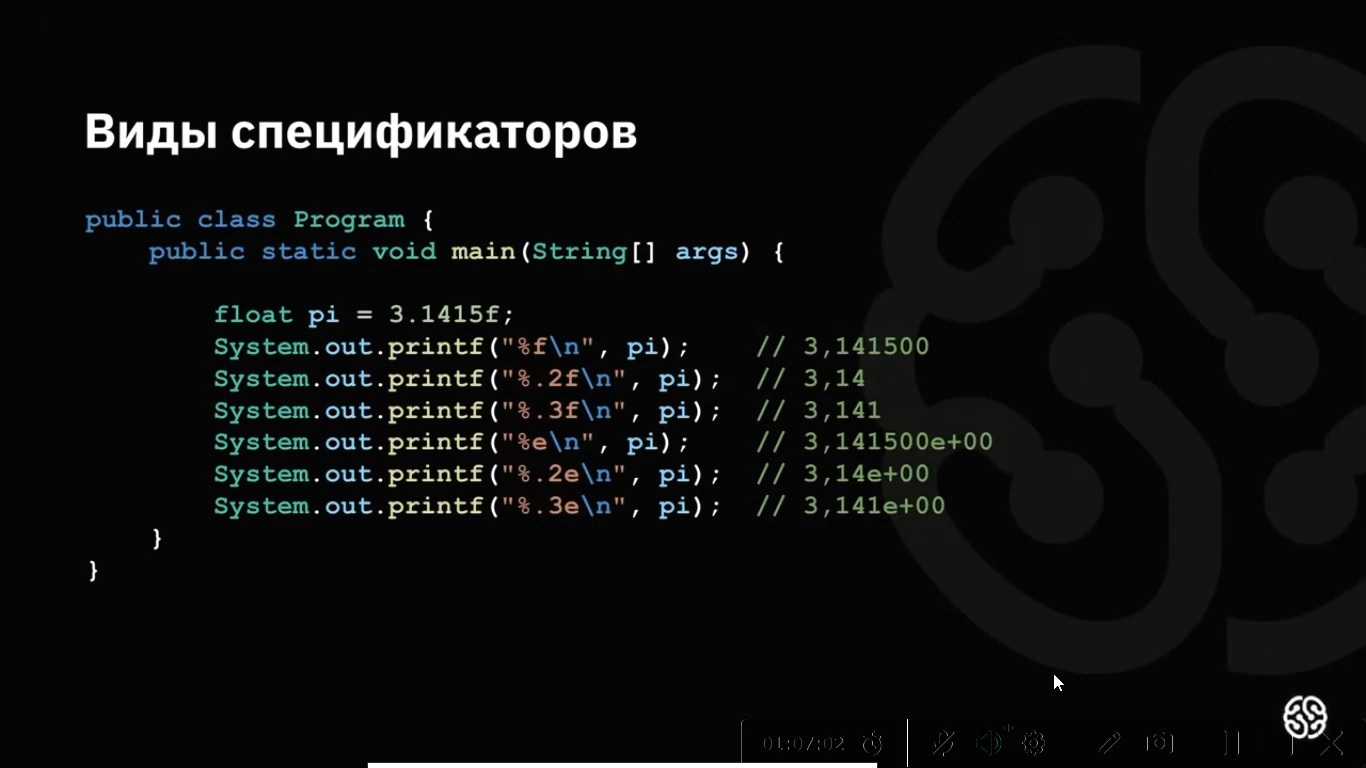 Виды спецификаторов
public class Program {
public static void main(String[] args) {
float pi = 3.1415f;
System.out.printf("%f\n", pi); // 3,141500
System.out.printf("%.2f\n", pi); // 3,14
System.out.printf("%.3f\n", pi); // 3,141
System.out.printf("%e\n", pi); // 3,141500e+00
System.out.printf("%.2e\n", pi); // 3,14e+00
System.out.printf("%.3e\n", pi); // 3,141e+00
}
}
01:07:02